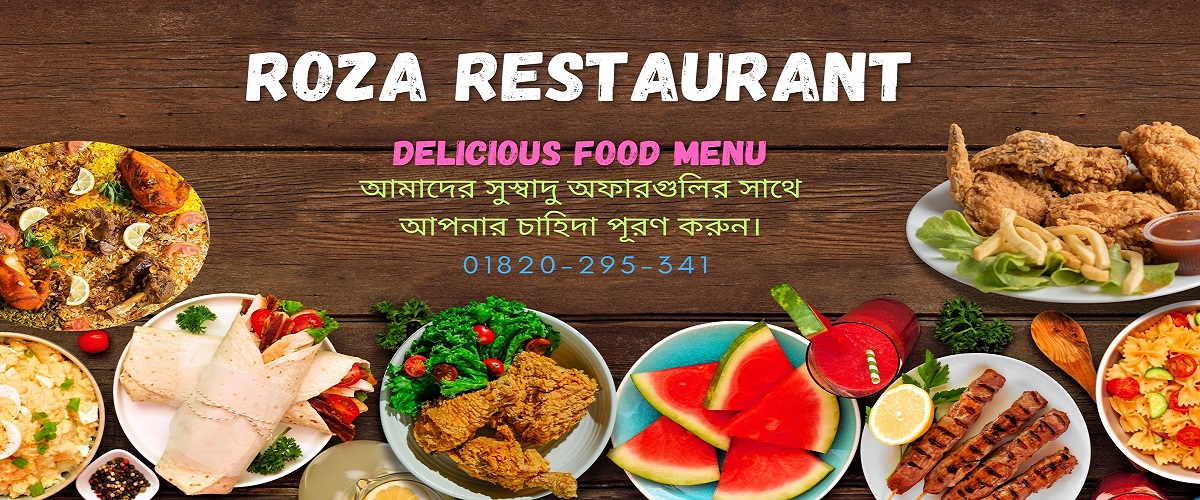 ROZA RESTAURANT
DELICIOUS FOOD MENU
আমাদের সুস্বাদু অফারগুলির সাথে
আপনার চাহিদা পূরণ করুন।
01820-295-341